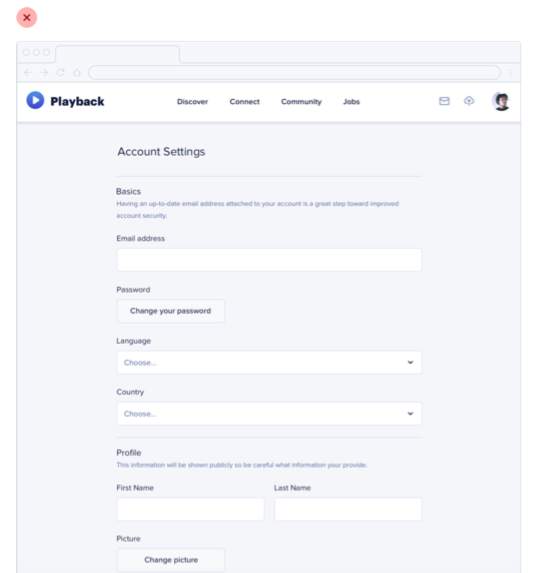 Playback
Discover Connect Community Jobs
Account Settings
Basics
Having an up-to-date email address attached to your account is a great step toward improved
account security.
Email address
Password
Change your password
Language
Choose...
Country
Choose...
Profile
This information will be shown publicly so be careful what information your provide.
First Name Last Name
Picture
Change picture